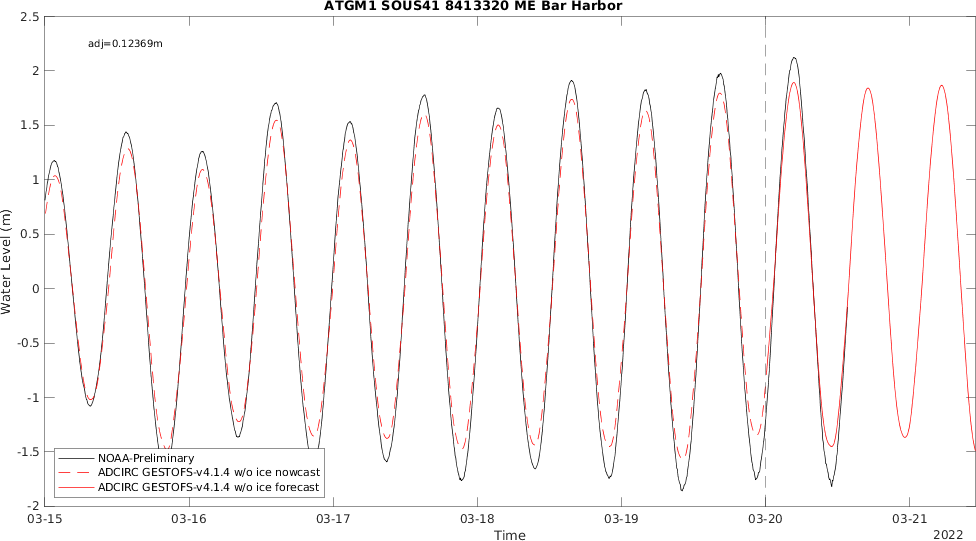 ATGM1 SOUS41 8413320 ME Bar Harbor
adj=0.12369m
2.5
2
1.5
1
0.5
0
-0.5
-1
-1.5
-2
Water Level (m)
NOAA-Preliminary
ADCIRC GESTOFS-v4.1.4 w/o ice nowcast
ADCIRC GESTOFS-v4.1.4 w/o ice forecast
03-15 03-16 03-17 03-18 03-19 03-20 03-21
Time
2022